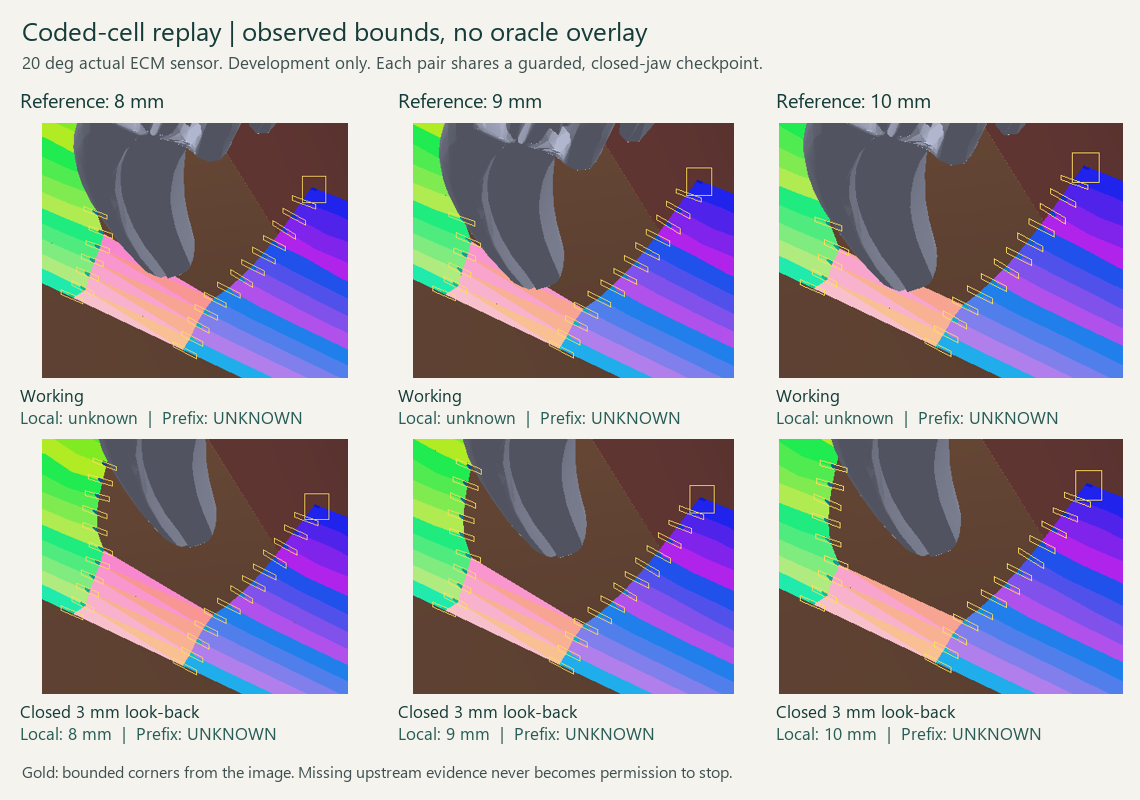 Coded-cell replay | observed bounds, no oracle overlay
20 deg actual ECM sensor. Development only. Each pair shares a guarded, closed-jaw checkpoint.
Reference: 8 mm
Reference: 9 mm
Reference: 10 mm
Working
Local: unknown | Prefix: UNKNOWN
Working
Local: unknown | Prefix: UNKNOWN
Working
Local: unknown | Prefix: UNKNOWN
Closed 3 mm look-back
Local: 8 mm | Prefix: UNKNOWN
Closed 3 mm look-back
Local: 9 mm | Prefix: UNKNOWN
Closed 3 mm look-back
Local: 10 mm | Prefix: UNKNOWN
Gold: bounded corners from the image. Missing upstream evidence never becomes permission to stop.